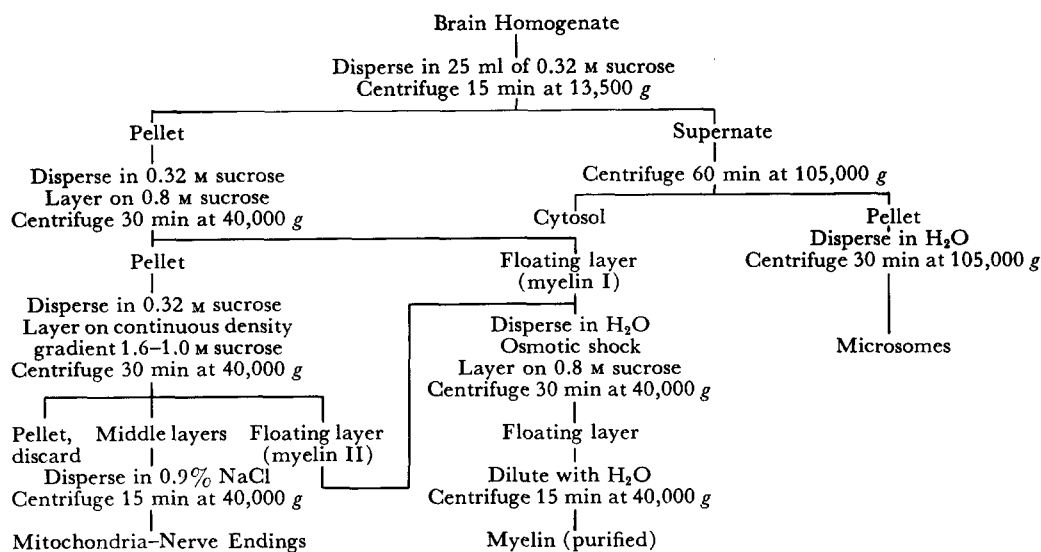 Brain Homogenate
Disperse in 25 ml of 0.32 M sucrose
Centrifuge 15 min at 13,500 g
Pellet
Supernate
Disperse in 0.32 M sucrose
Layer on 0.8 M sucrose
Centrifuge 30 min at 40,000 g
Centrifuge 60 min at 105,000 g
Cytosol
Pellet
Disperse in H₂O
Centrifuge 30 min at 105,000 g
Microsomes
Pellet
Floating layer
(myelin I)
Disperse in 0.32 M sucrose
Layer on continuous density
gradient 1.6–1.0 M sucrose
Centrifuge 30 min at 40,000 g
Disperse in H₂O
Osmotic shock
Layer on 0.8 M sucrose
Centrifuge 30 min at 40,000 g
Pellet,
discard
Middle layers
Floating layer
(myelin II)
Floating layer
Disperse in 0.9% NaCl
Centrifuge 15 min at 40,000 g
Dilute with H₂O
Centrifuge 15 min at 40,000 g
Mitochondria–Nerve Endings
Myelin (purified)